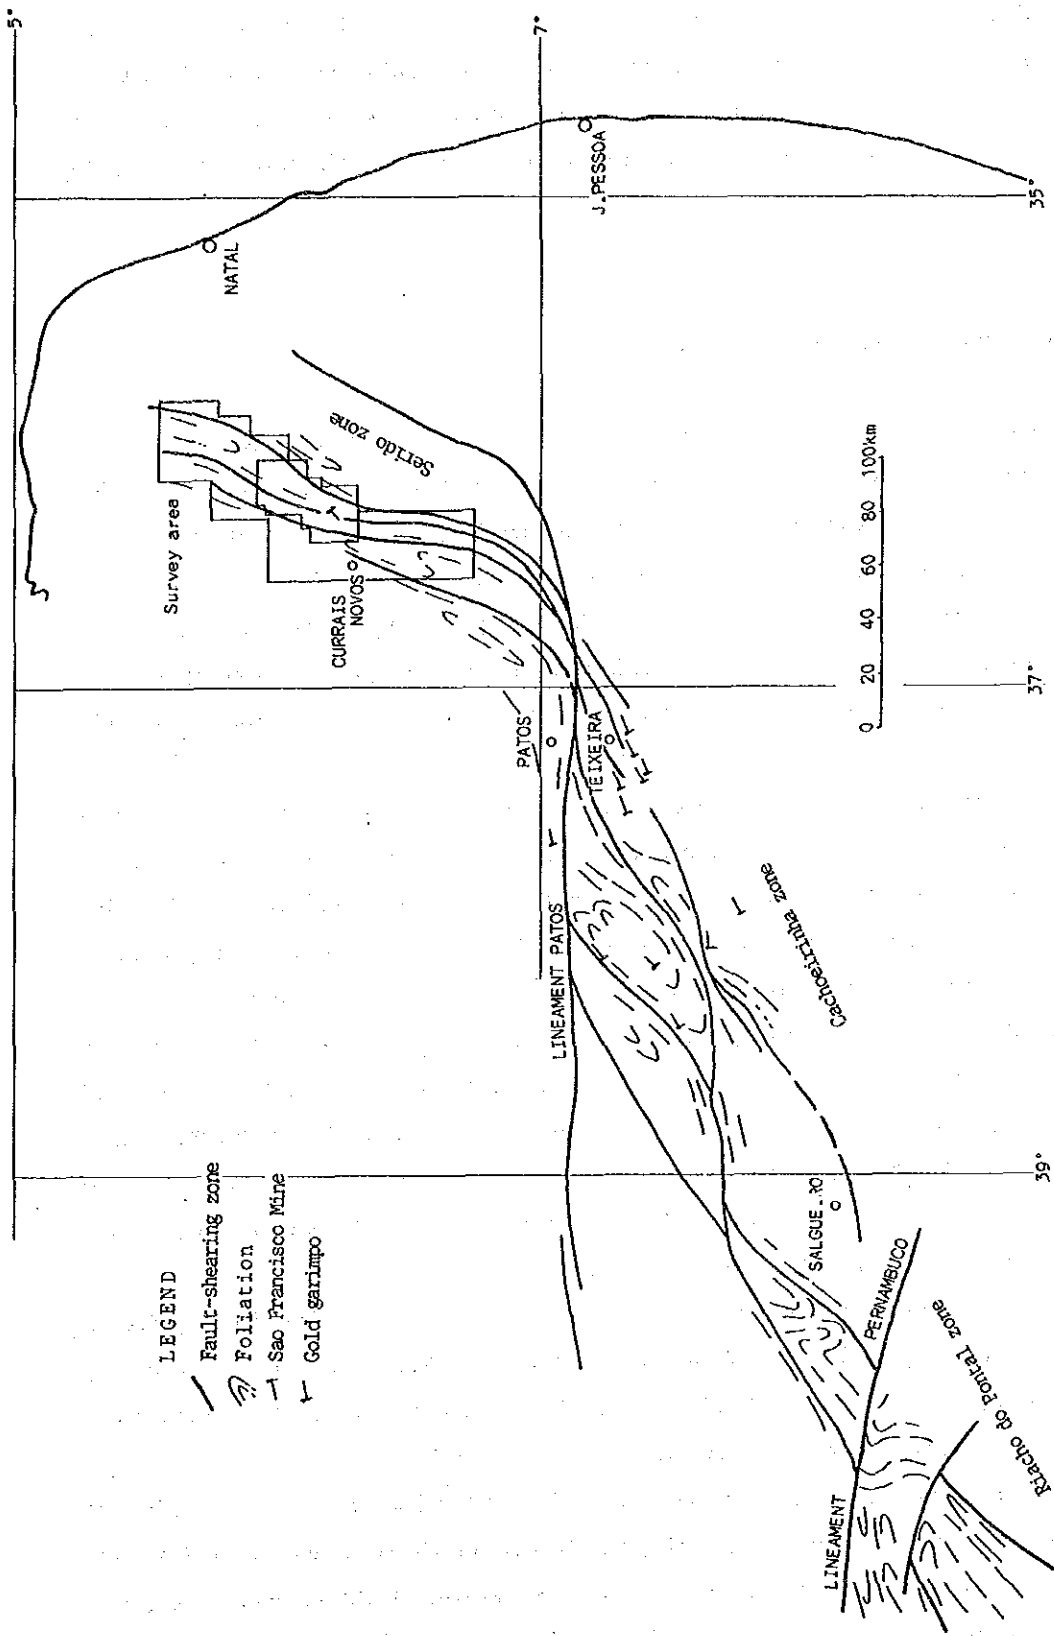 5°
7°
NATAL
J.PESSOA
35°
Survey area
Serido zone
CURRAIS
NOVOS
PATOS
TEIXEIRA
37°
0 20 40 60 80 100km
LINEAMENT PATOS
Cachoeirinha zone
39°
LEGEND
Fault-shearing zone
Foliation
Sao Francisco Mine
Gold garimpo
SALGUE.RO
LINEAMENT PERNAMBUCO
Riacho do Pontal zone